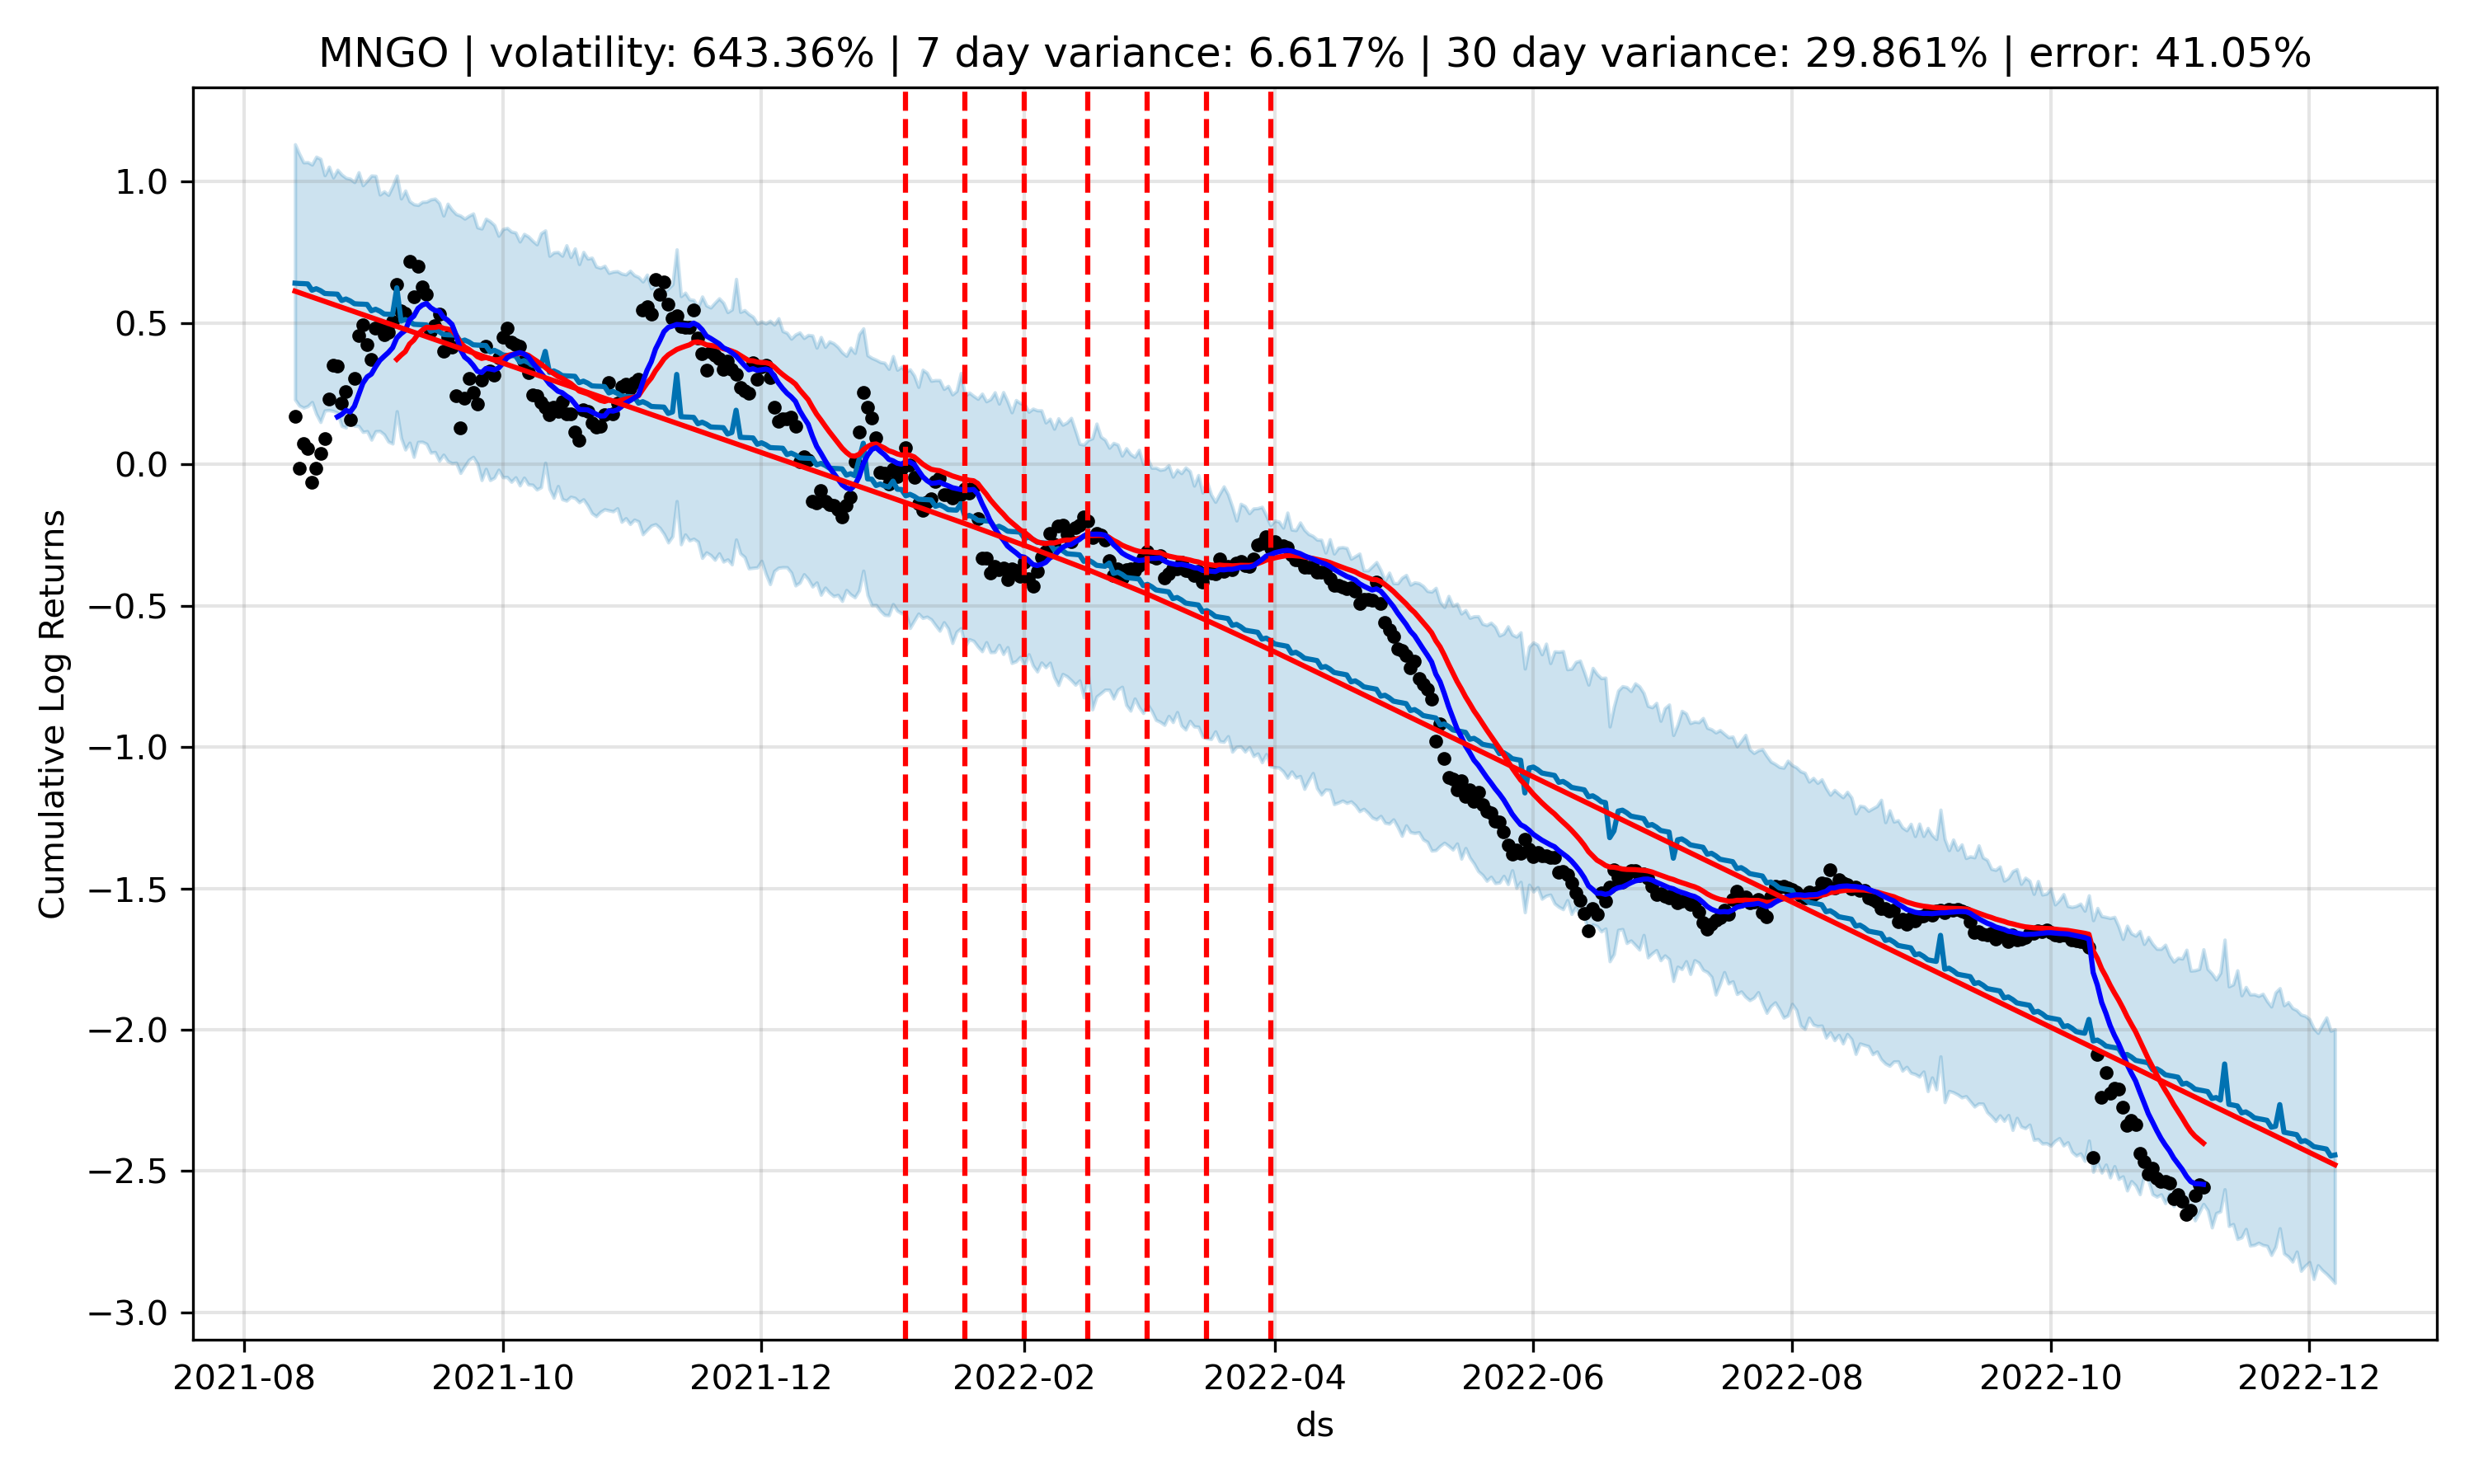 MNGO | volatility: 643.36% | 7 day variance: 6.617% | 30 day variance: 29.861% | error: 41.05%
Cumulative Log Returns
1.0
0.5
0.0
−0.5
−1.0
−1.5
−2.0
−2.5
−3.0
2021-08 2021-10 2021-12 2022-02 2022-04 2022-06 2022-08 2022-10 2022-12
ds